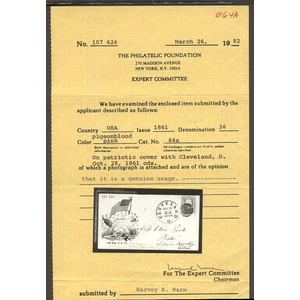 #64A
No. 107 624 March 26, 1982
THE PHILATELIC FOUNDATION
270 MADISON AVENUE
NEW YORK, N.Y. 10016
EXPERT COMMITTEE
We have examined the enclosed item submitted by the
applicant described as follows:
Country USA Issue 1861 Denomination 3¢
pigeonblood
Color pink Cat. No. 64a
On patriotic cover with Cleveland, O.
Oct. 28, 1861 cds.
of which a photograph is attached and are of the opinion
that it is a genuine usage.
For The Expert Committee
Chairman
submitted by Harvey E. Warm